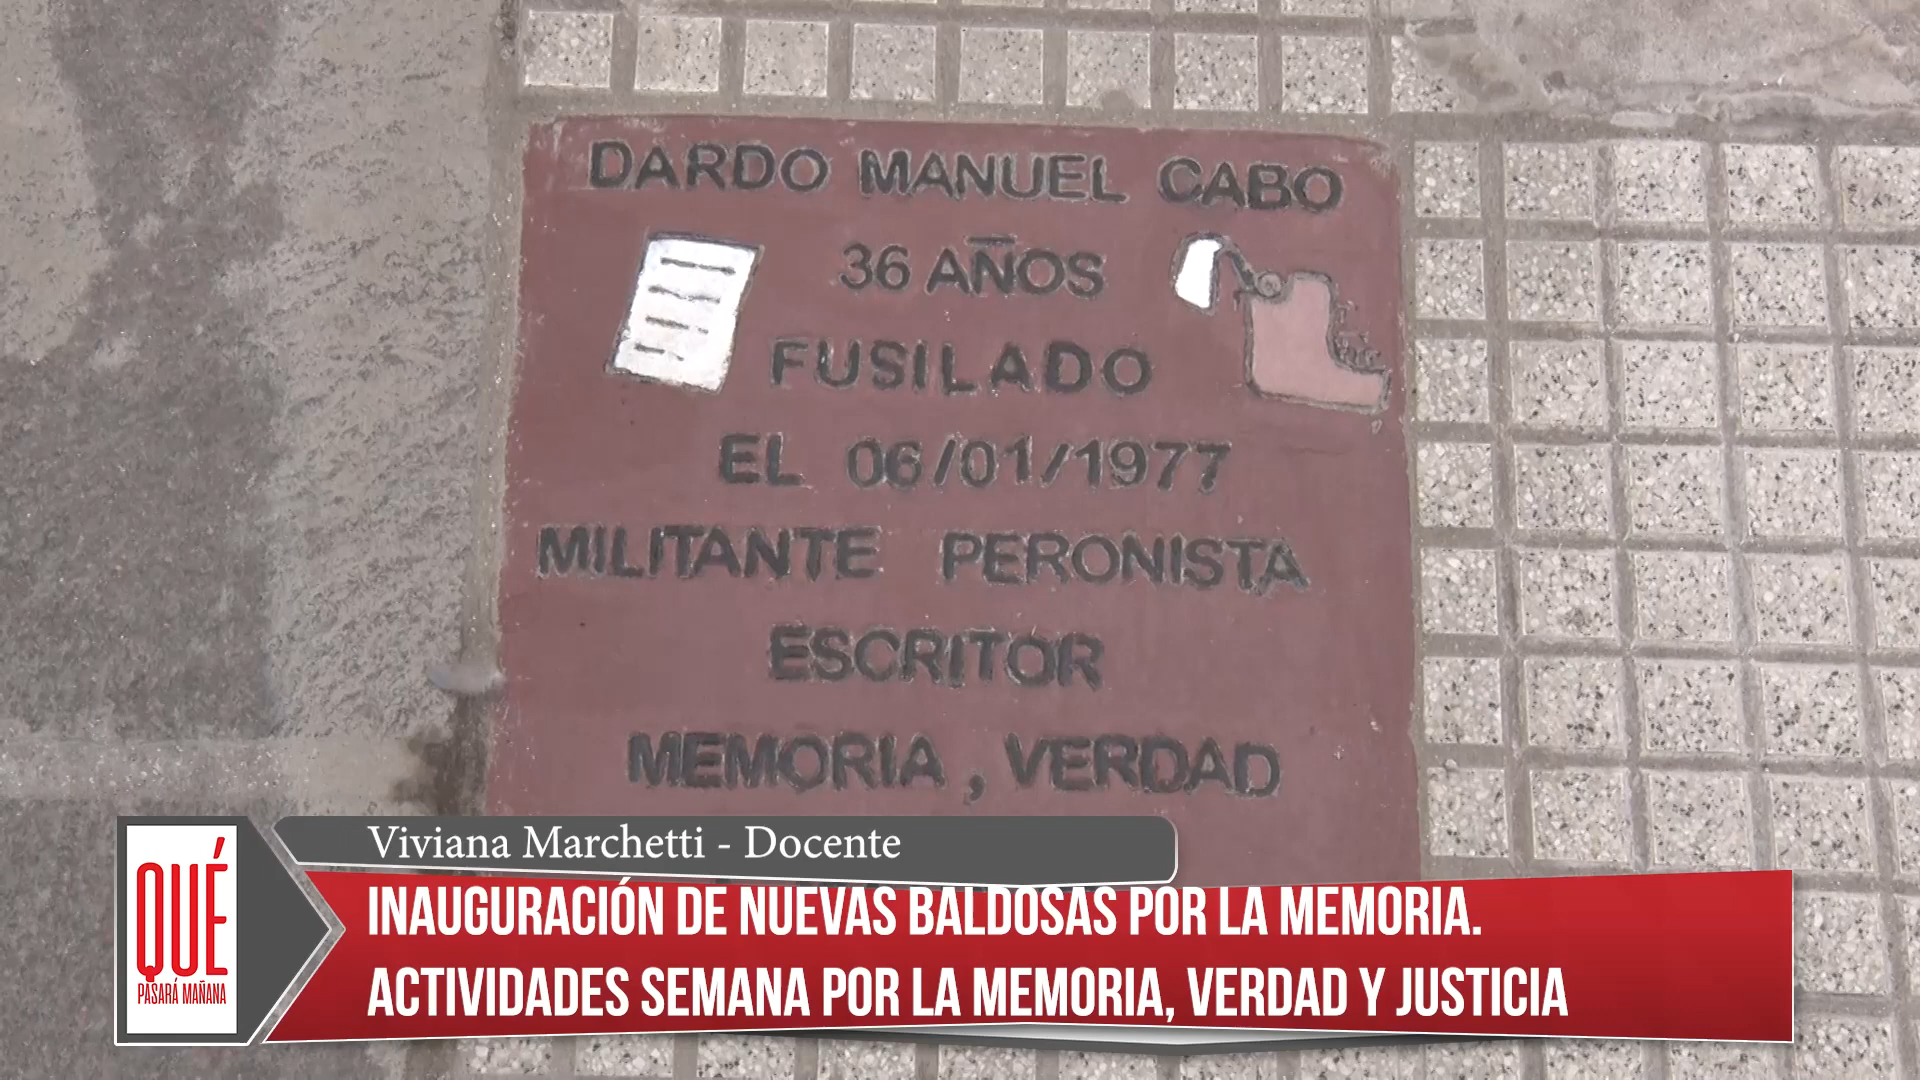 DARDO MANUEL CABO
36 AÑOS
FUSILADO
EL 06/01/1977
MILITANTE PERONISTA
ESCRITOR
MEMORIA, VERDAD
Viviana Marchetti - Docente
INAUGURACIÓN DE NUEVAS BALDOSAS POR LA MEMORIA.
ACTIVIDADES SEMANA POR LA MEMORIA, VERDAD Y JUSTICIA
QUÉ
PASARÁ MAÑANA